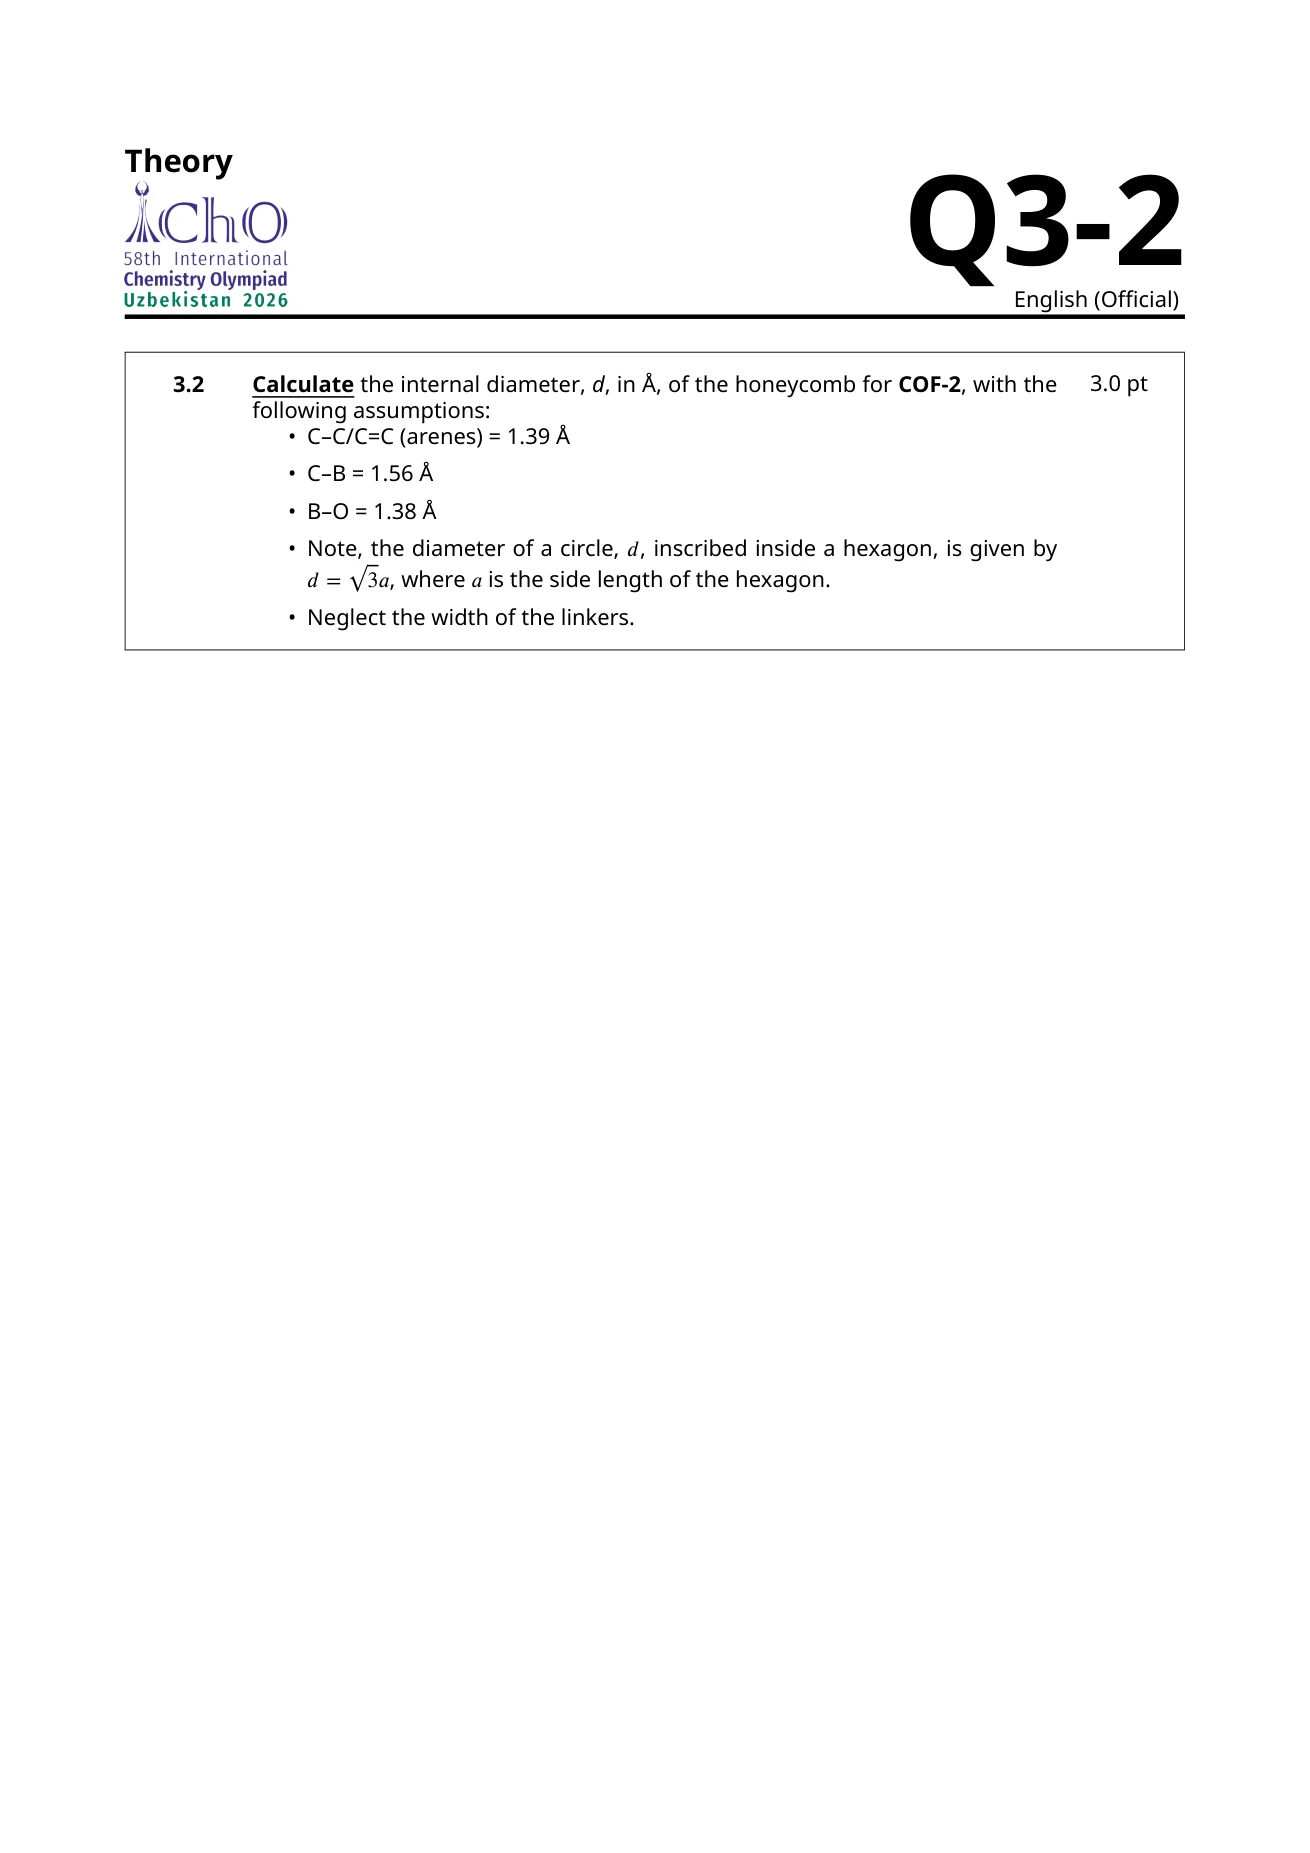 Theory
IChO
58th International
Chemistry Olympiad
Uzbekistan 2026
Q3-2
English (Official)
3.2 Calculate the internal diameter, d, in Å, of the honeycomb for COF-2, with the 3.0 pt
following assumptions:
• C–C/C=C (arenes) = 1.39 Å
• C–B = 1.56 Å
• B–O = 1.38 Å
• Note, the diameter of a circle, d, inscribed inside a hexagon, is given by
d = √3a, where a is the side length of the hexagon.
• Neglect the width of the linkers.